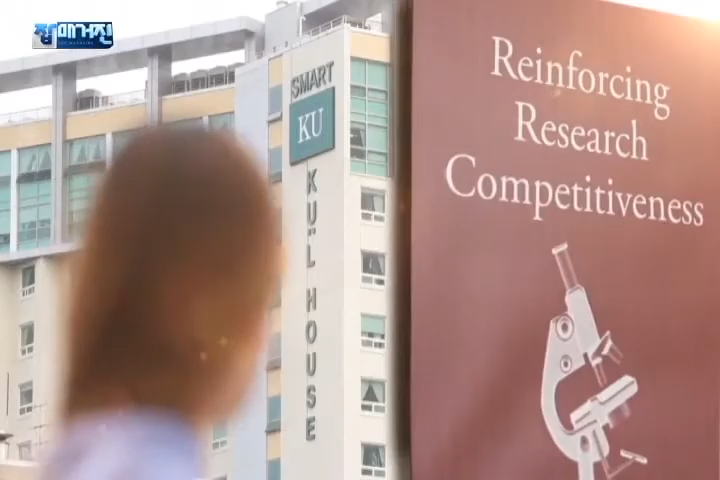 잡매거진
SMART
KU
KU:L HOUSE
Reinforcing
Research
Competitiveness